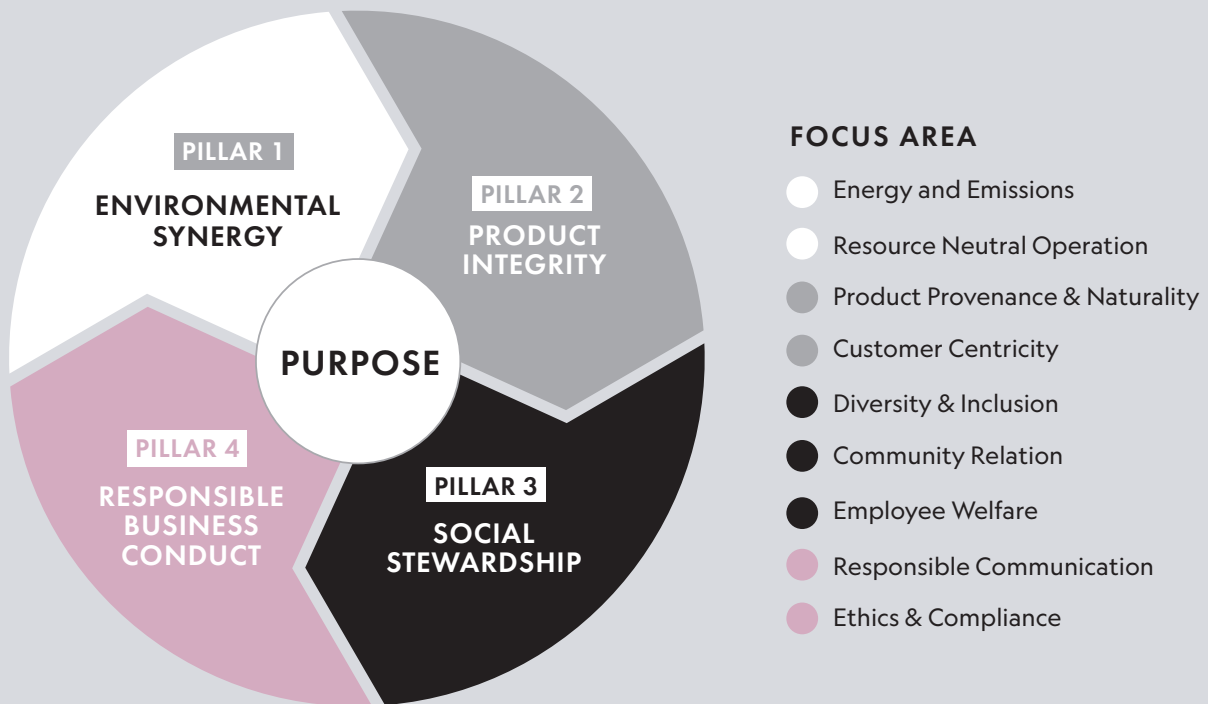 PILLAR 1
ENVIRONMENTAL
SYNERGY
PILLAR 2
PRODUCT
INTEGRITY
PURPOSE
PILLAR 4
RESPONSIBLE
BUSINESS
CONDUCT
PILLAR 3
SOCIAL
STEWARDSHIP
FOCUS AREA
Energy and Emissions
Resource Neutral Operation
Product Provenance & Naturality
Customer Centricity
Diversity & Inclusion
Community Relation
Employee Welfare
Responsible Communication
Ethics & Compliance